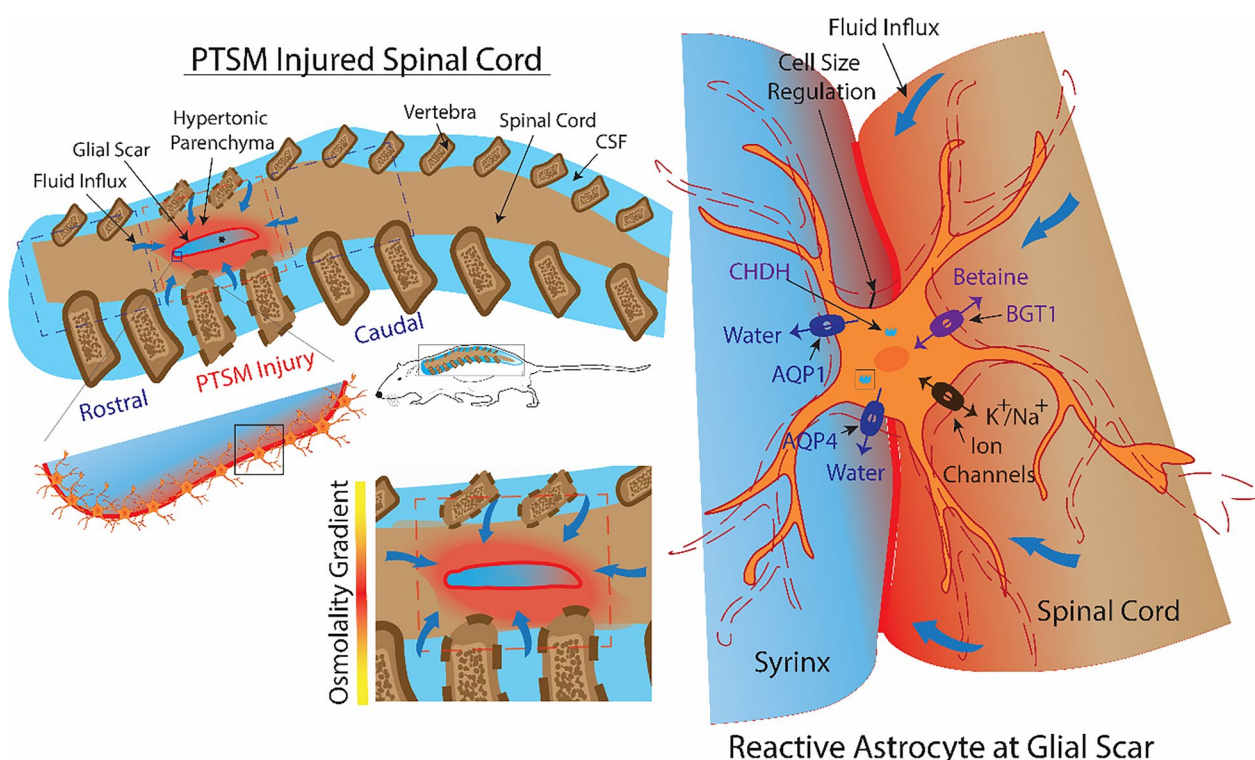 PTSM Injured Spinal Cord
Hypertonic
Parenchyma
Vertebra
Spinal Cord
Glial Scar
CSF
Fluid Influx
*
Caudal
PTSM Injury
Rostral
Osmolality Gradient
Fluid Influx
Cell Size
Regulation
CHDH
Betaine
BGT1
Water
AQP1
K+/Na+
Ion
Channels
AQP4
Water
Spinal Cord
Syrinx
Reactive Astrocyte at Glial Scar